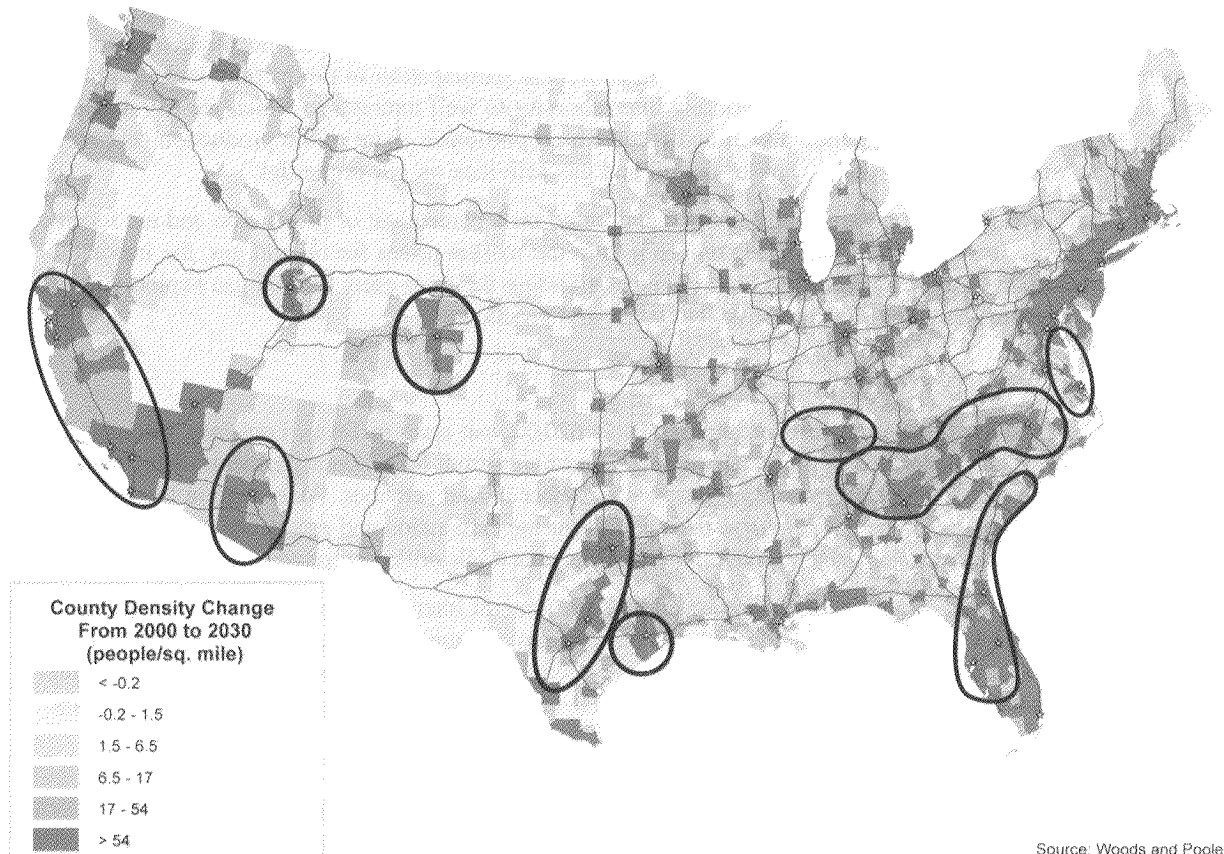 County Density Change
From 2000 to 2030
(people/sq. mile)
< -0.2
-0.2 - 1.5
1.5 - 6.5
6.5 - 17
17 - 54
> 54
Source: Woods and Poole